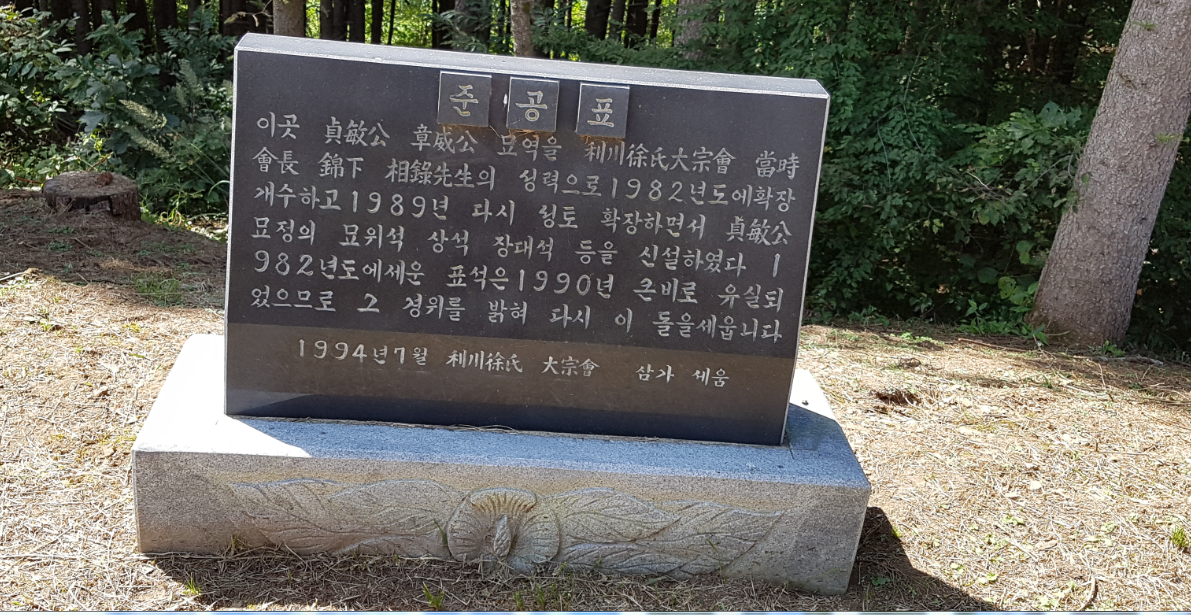 준공표
이곳 貞敏公 章威公 묘역을 利川徐氏大宗會 當時
會長 錦下 相錄先生의 성력으로1982년도에확장
개수하고1989년 다시 성토 확장하면서 貞敏公
묘정의 묘위석 상석 장대석 등을 신설하였다 1
982년도에세운 표석은1990년 큰비로 유실되
었으므로 그 경위를 밝혀 다시 이 돌을세웁니다
1994년7월 利川徐氏 大宗會 삼가 세움